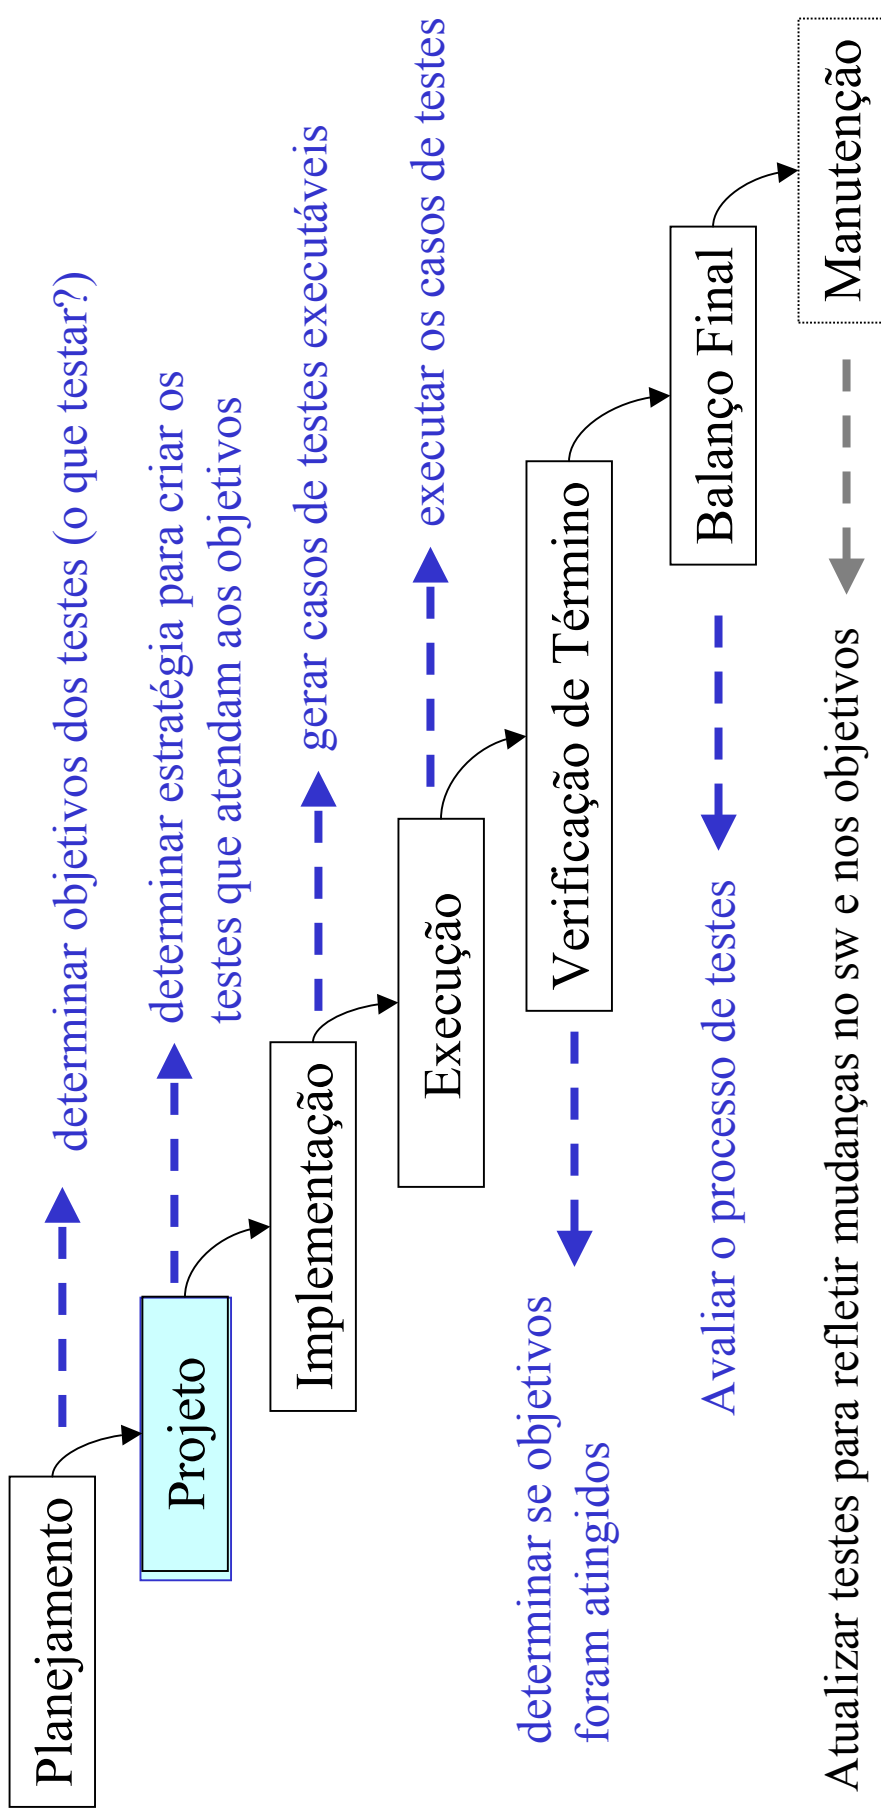 Planejamento
determinar objetivos dos testes (o que testar?)
Projeto
determinar estratégia para criar os
testes que atendam aos objetivos
Implementação
gerar casos de testes executáveis
Execução
executar os casos de testes
Verificação de Término
determinar se objetivos
foram atingidos
Balanço Final
Avaliar o processo de testes
Manutenção
Atualizar testes para refletir mudanças no sw e nos objetivos